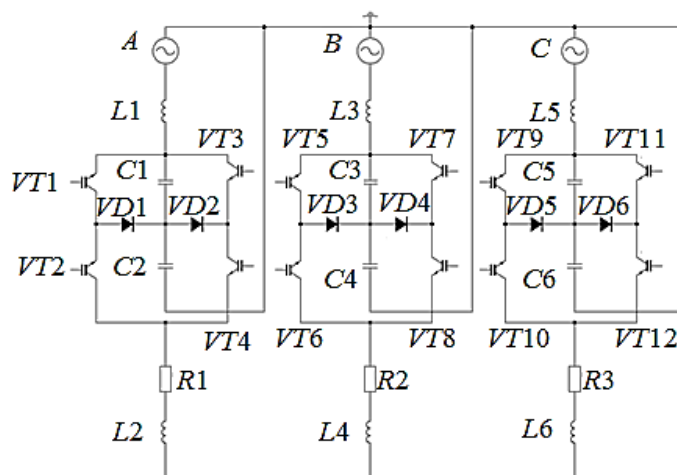 A B C
L1 L3 L5
VT3 VT5 VT7 VT9 VT11
C1 C3 C5
VT1
VD1 VD2 VD3 VD4 VD5 VD6
VT2 C2 C4 C6
VT4 VT6 VT8 VT10 VT12
R1 R2 R3
L2 L4 L6